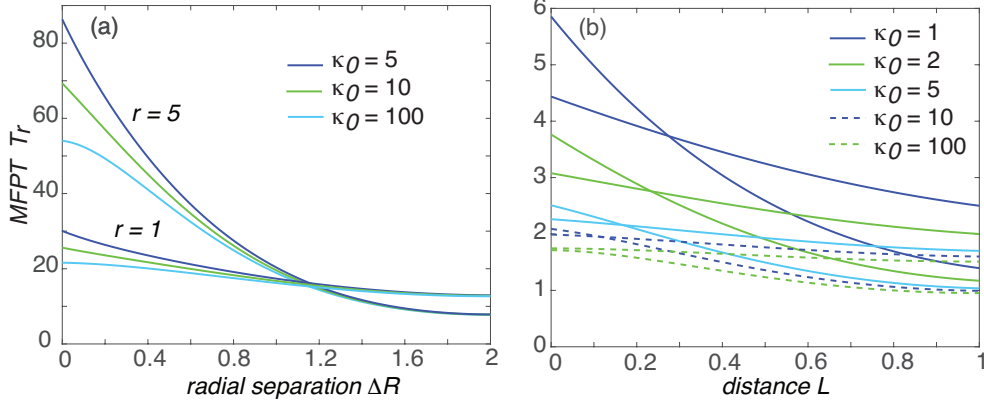 (a)
80
60
40
20
0
MFPT Tr
κ0 = 5
κ0 = 10
κ0 = 100
r = 5
r = 1
0 0.4 0.8 1.2 1.6 2
radial separation ΔR
(b)
6
5
4
3
2
1
0
κ0 = 1
κ0 = 2
κ0 = 5
κ0 = 10
κ0 = 100
0 0.2 0.4 0.6 0.8 1
distance L